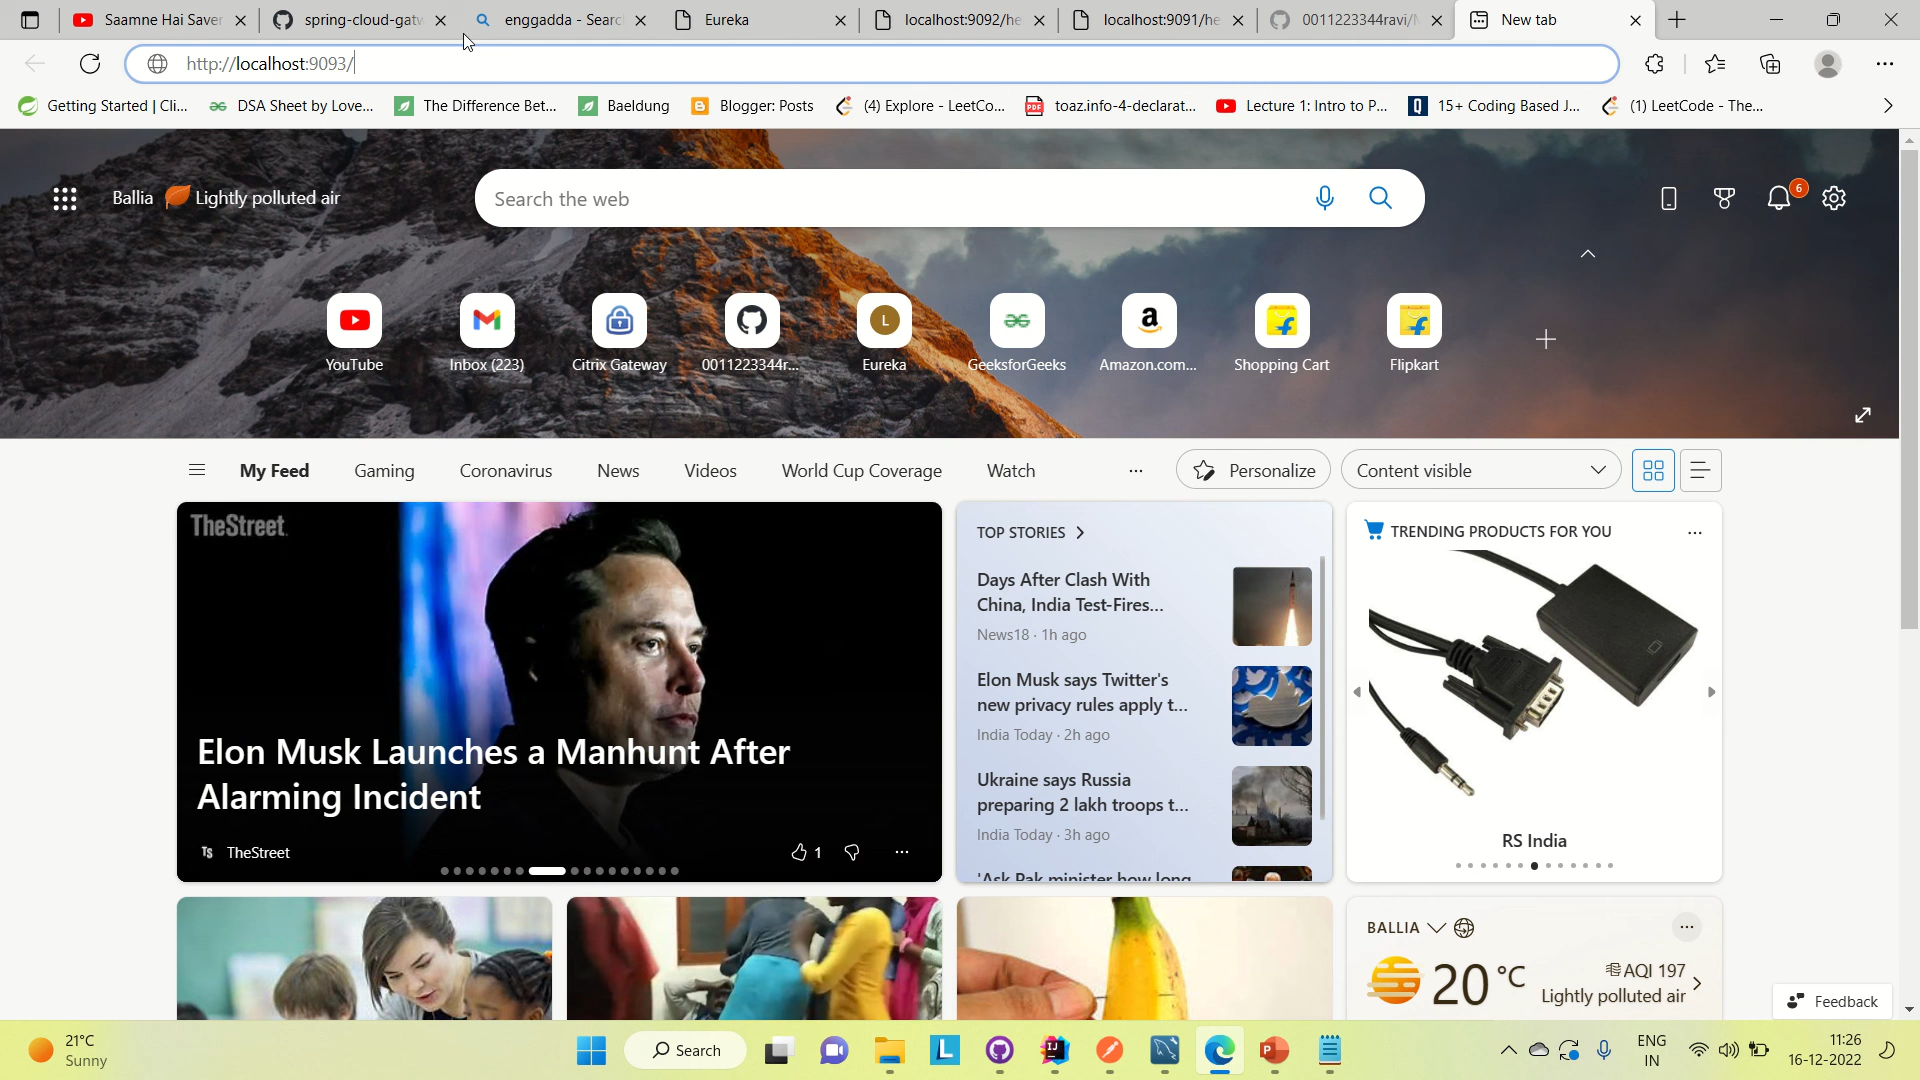 Saamne Hai Saver
spring-cloud-gatw
enggadda - Searc
Eureka
localhost:9092/he
localhost:9091/he
0011223344ravi/M
New tab
http://localhost:9093/
Getting Started | Cli...
DSA Sheet by Love...
The Difference Bet...
Baeldung
Blogger: Posts
(4) Explore - LeetCo...
toaz.info-4-declarat...
Lecture 1: Intro to P...
15+ Coding Based J...
(1) LeetCode - The...
Ballia
Lightly polluted air
Search the web
6
L
a
YouTube
Inbox (223)
Citrix Gateway
0011223344r...
Eureka
GeeksforGeeks
Amazon.com...
Shopping Cart
Flipkart
My Feed
Gaming
Coronavirus
News
Videos
World Cup Coverage
Watch
Personalize
Content visible
TheStreet
Elon Musk Launches a Manhunt After
Alarming Incident
TS TheStreet
1
TOP STORIES
Days After Clash With
China, India Test-Fires...
News18 · 1h ago
Elon Musk says Twitter's
new privacy rules apply t...
India Today · 2h ago
Ukraine says Russia
preparing 2 lakh troops t...
India Today · 3h ago
'Ask Pak minister how long
TRENDING PRODUCTS FOR YOU
RS India
BALLIA
20 °C
AQI 197
Lightly polluted air
Feedback
21°C
Sunny
Search
ENG
IN
11:26
16-12-2022